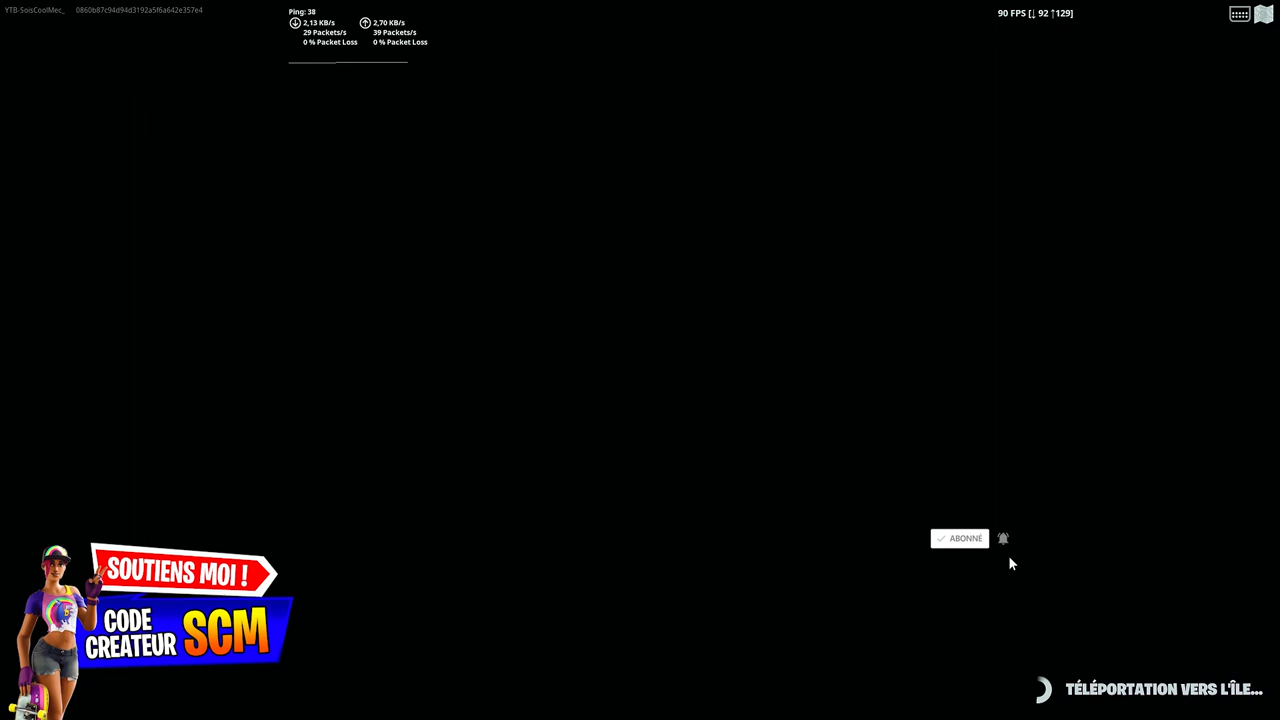 YTB-SoisCoolMec_ 0860b87c94d94d3192a5f6a642e357e4
Ping: 38
2,13 KB/s 2,70 KB/s
29 Packets/s 39 Packets/s
0 % Packet Loss 0 % Packet Loss
90 FPS [↓ 92 ↑129]
ABONNÉ
SOUTIENS MOI !
CODE
CREATEUR SCM
TÉLÉPORTATION VERS L'ÎLE...